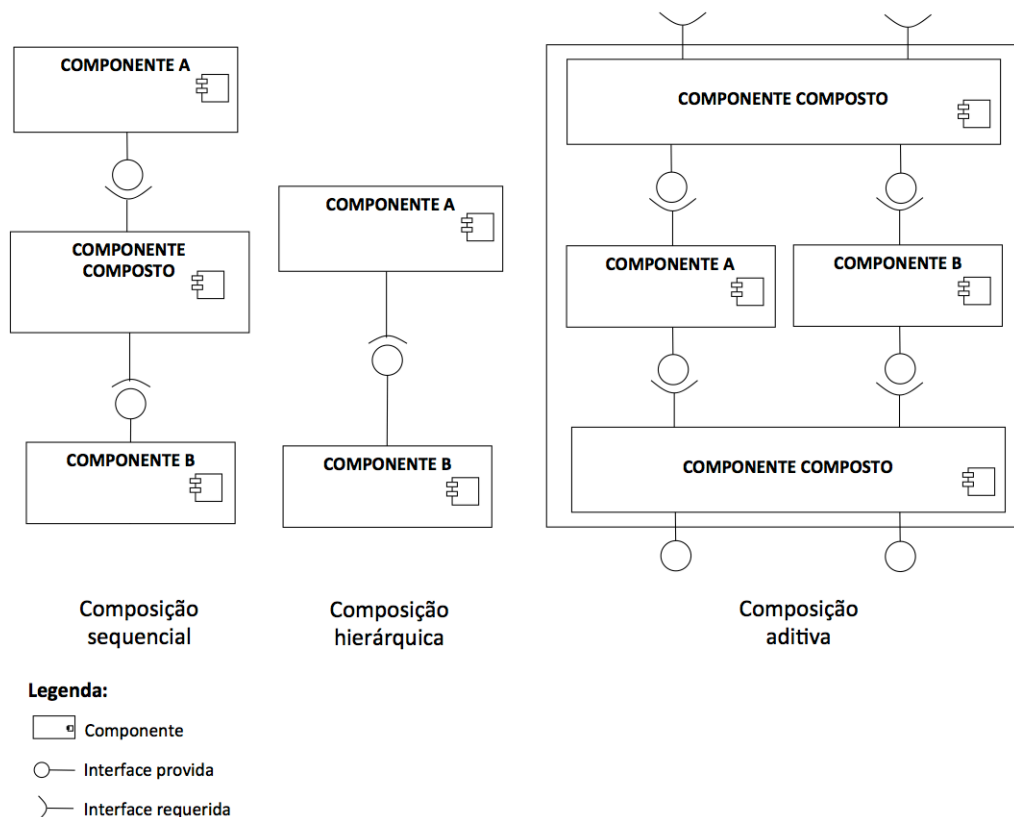 COMPONENTE A
COMPONENTE
COMPOSTO
COMPONENTE B
Composição
sequencial
COMPONENTE A
COMPONENTE B
Composição
hierárquica
COMPONENTE COMPOSTO
COMPONENTE A
COMPONENTE B
COMPONENTE COMPOSTO
Composição
aditiva
Legenda:
Componente
Interface provida
Interface requerida